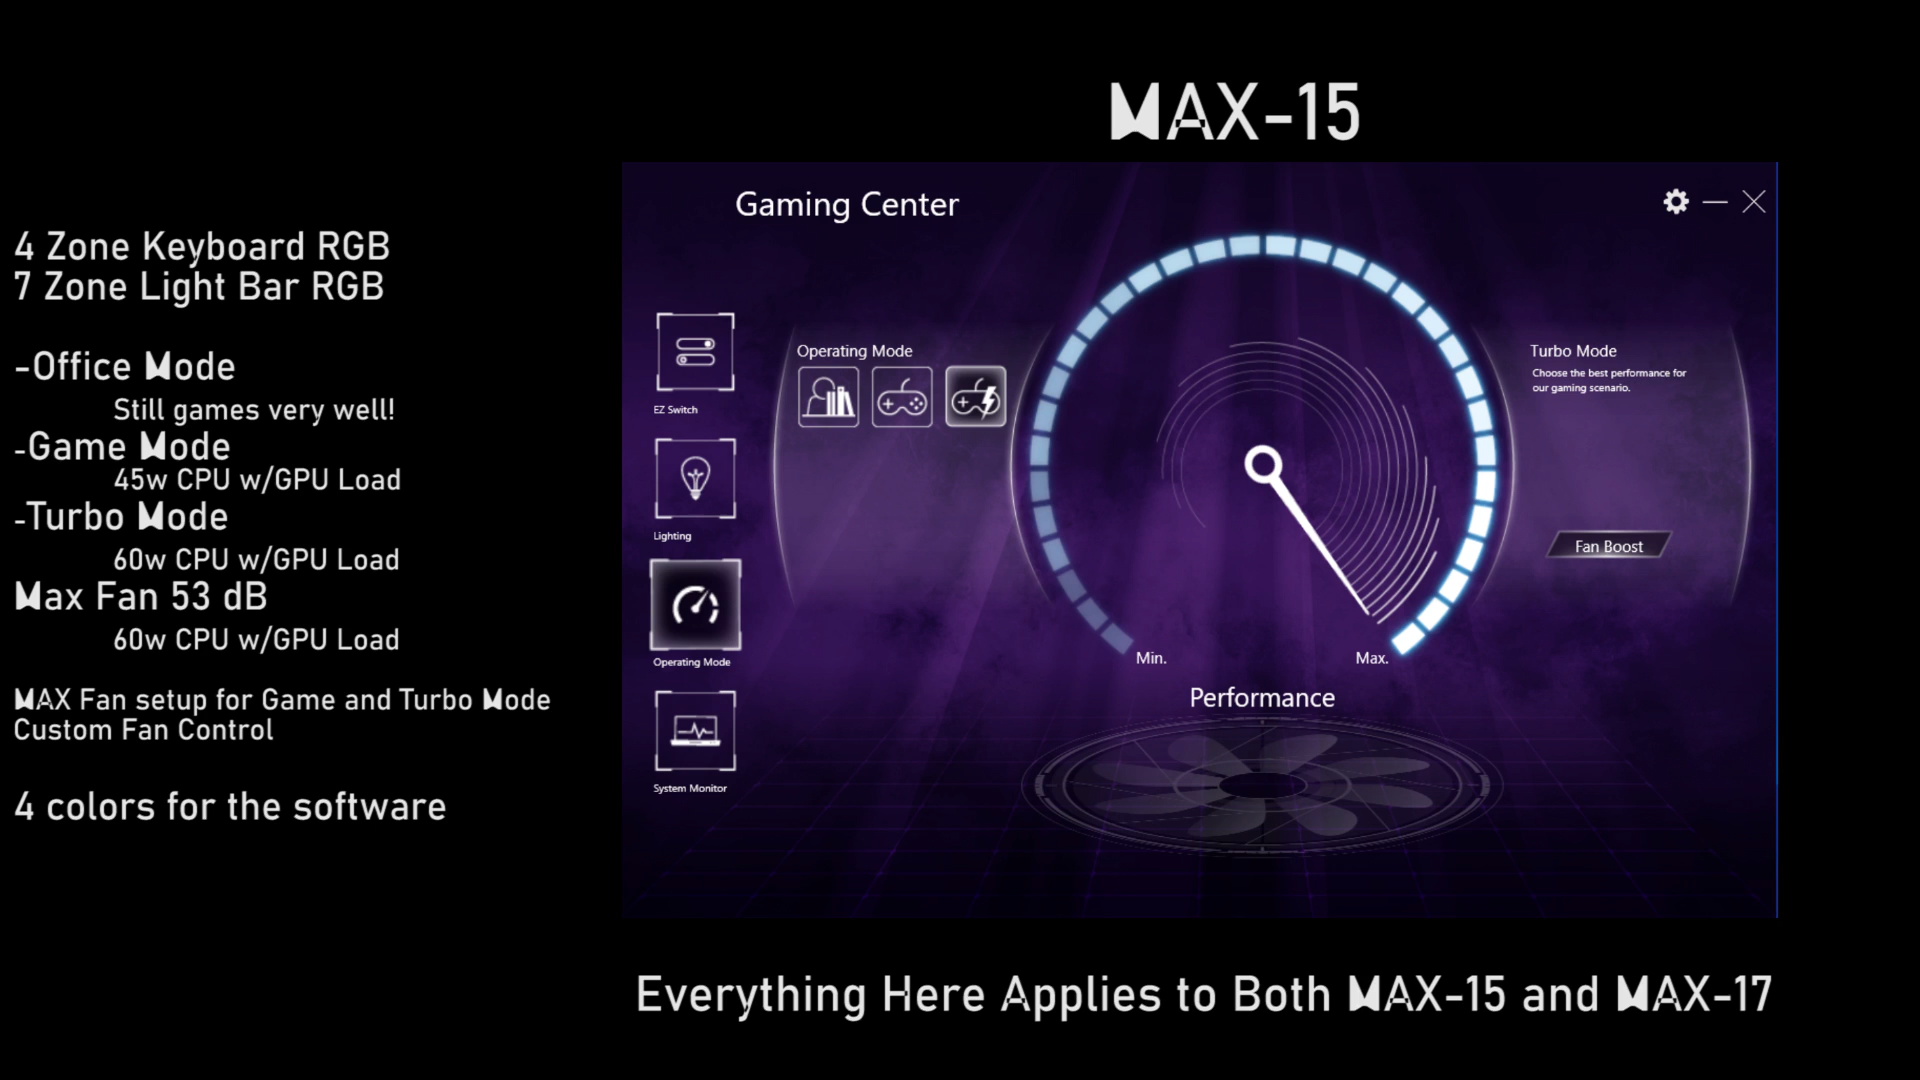 MAX-15
4 Zone Keyboard RGB
7 Zone Light Bar RGB
-Office Mode
Still games very well!
-Game Mode
45w CPU w/GPU Load
-Turbo Mode
60w CPU w/GPU Load
Max Fan 53 dB
60w CPU w/GPU Load
MAX Fan setup for Game and Turbo Mode
Custom Fan Control
4 colors for the software
Gaming Center
EZ Switch
Lighting
Operating Mode
System Monitor
Operating Mode
Min.
Max.
Performance
Turbo Mode
Choose the best performance for
our gaming scenario.
Fan Boost
Everything Here Applies to Both MAX-15 and MAX-17